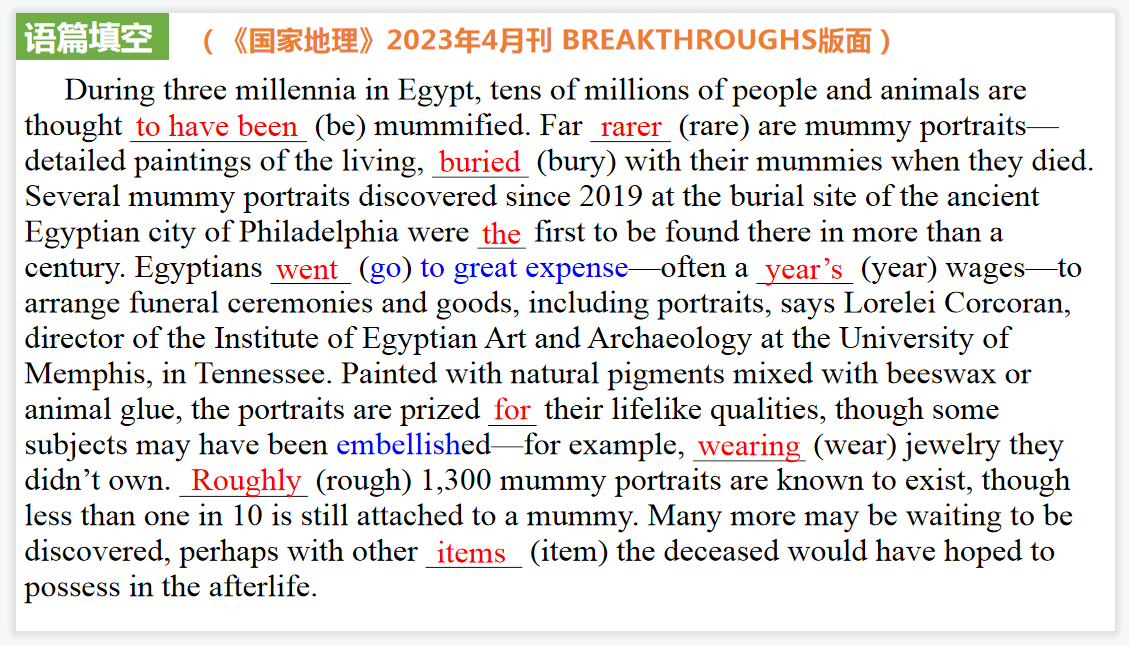 语篇填空 （《国家地理》2023年4月刊 BREAKTHROUGHS版面）
During three millennia in Egypt, tens of millions of people and animals are
thought to have been (be) mummified. Far rarer (rare) are mummy portraits—
detailed paintings of the living, buried (bury) with their mummies when they died.
Several mummy portraits discovered since 2019 at the burial site of the ancient
Egyptian city of Philadelphia were the first to be found there in more than a
century. Egyptians went (go) to great expense—often a year’s (year) wages—to
arrange funeral ceremonies and goods, including portraits, says Lorelei Corcoran,
director of the Institute of Egyptian Art and Archaeology at the University of
Memphis, in Tennessee. Painted with natural pigments mixed with beeswax or
animal glue, the portraits are prized for their lifelike qualities, though some
subjects may have been embellished—for example, wearing (wear) jewelry they
didn’t own. Roughly (rough) 1,300 mummy portraits are known to exist, though
less than one in 10 is still attached to a mummy. Many more may be waiting to be
discovered, perhaps with other items (item) the deceased would have hoped to
possess in the afterlife.